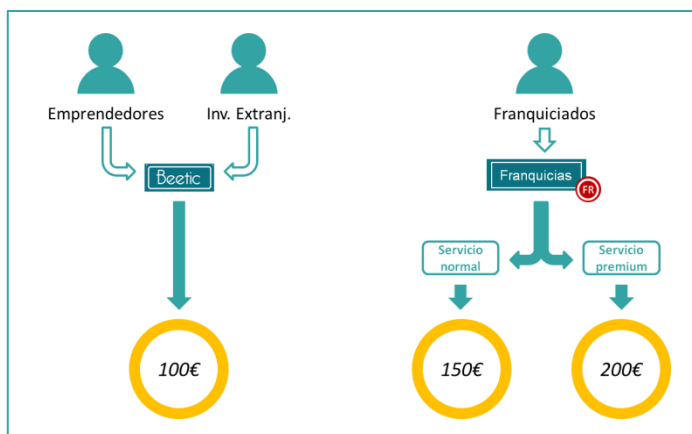 Emprendedores
Inv. Extranj.
Franquiciados
Beetic
Franquicias
FR
Servicio
normal
Servicio
premium
100€
150€
200€